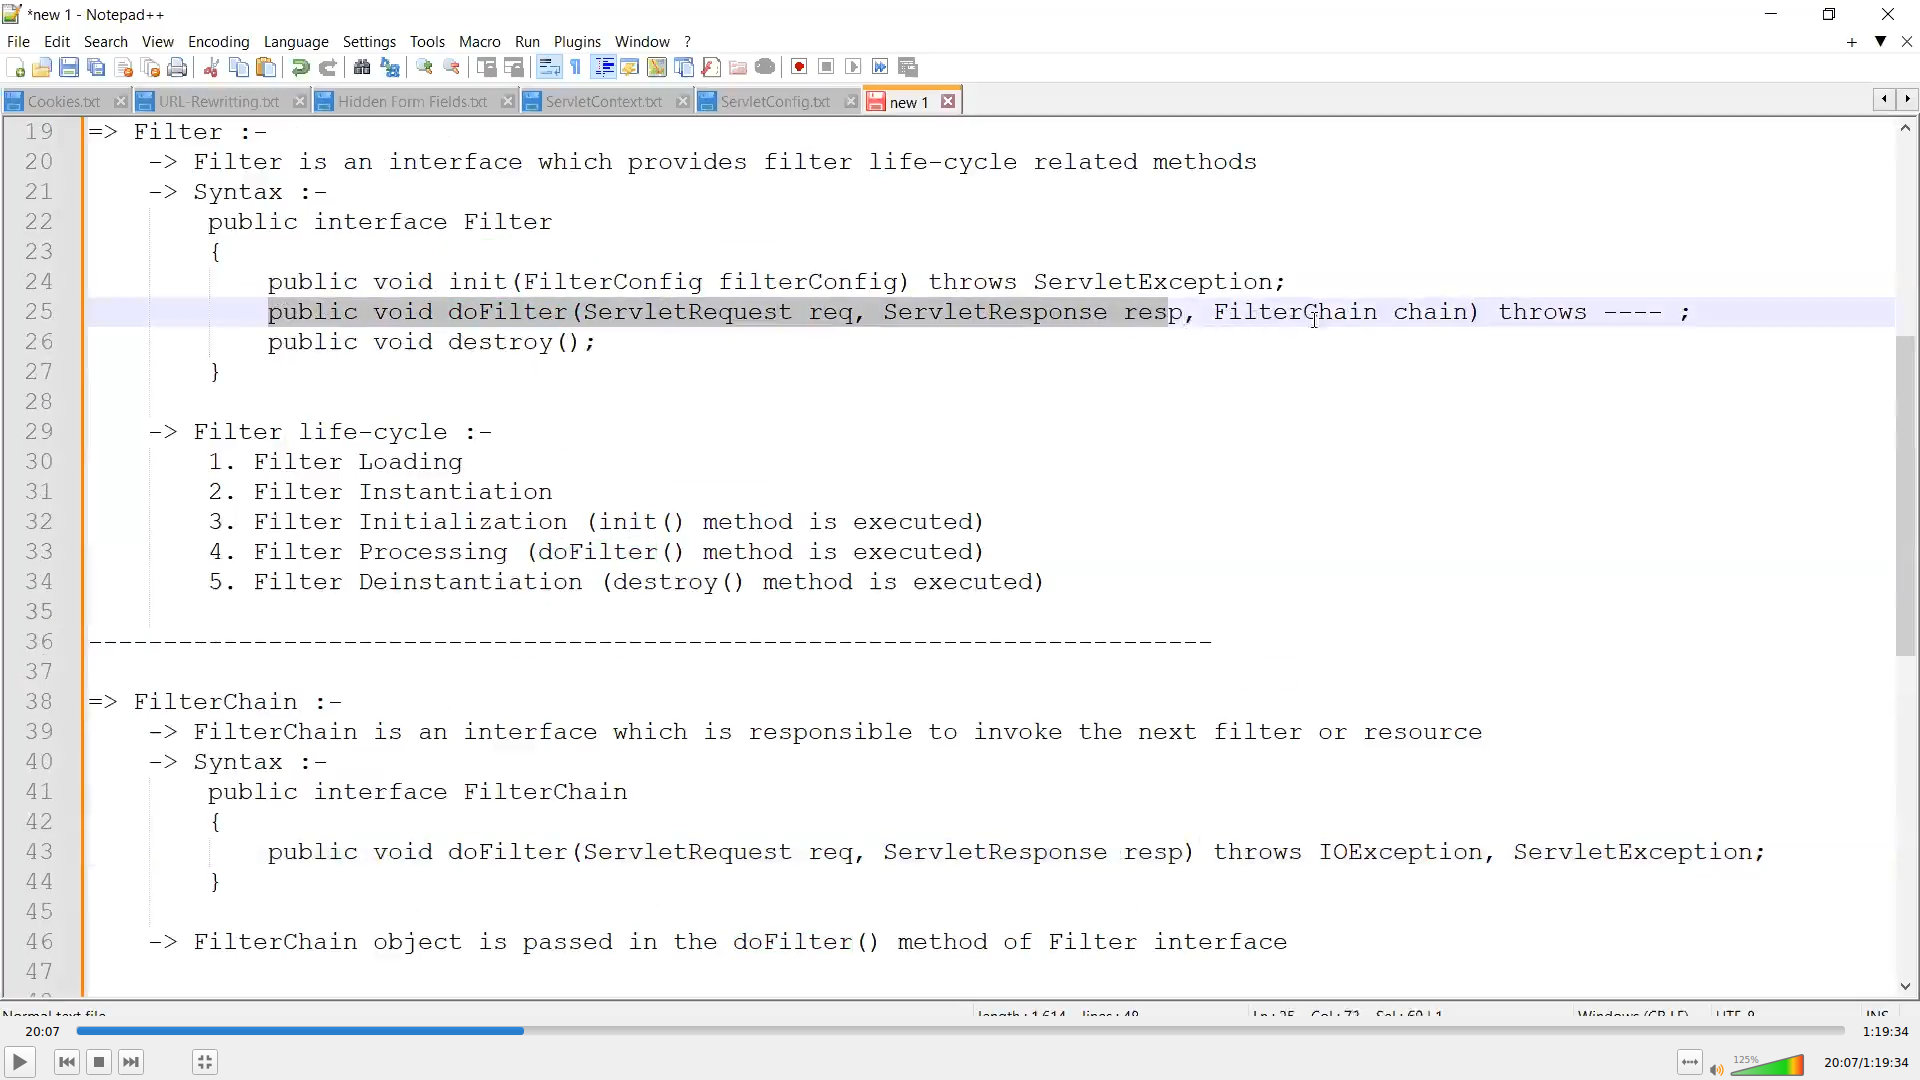 *new 1 - Notepad++
File Edit Search View Encoding Language Settings Tools Macro Run Plugins Window ?
Cookies.txt URL-Rewritting.txt Hidden Form Fields.txt ServletContext.txt ServletConfig.txt new 1
19 => Filter :-
20 -> Filter is an interface which provides filter life-cycle related methods
21 -> Syntax :-
22 public interface Filter
23 {
24 public void init(FilterConfig filterConfig) throws ServletException;
25 public void doFilter(ServletRequest req, ServletResponse resp, FilterChain chain) throws ---- ;
26 public void destroy();
27 }
28
29 -> Filter life-cycle :-
30 1. Filter Loading
31 2. Filter Instantiation
32 3. Filter Initialization (init() method is executed)
33 4. Filter Processing (doFilter() method is executed)
34 5. Filter Deinstantiation (destroy() method is executed)
35
36 ---------------------------------------------------------------------------
37
38 => FilterChain :-
39 -> FilterChain is an interface which is responsible to invoke the next filter or resource
40 -> Syntax :-
41 public interface FilterChain
42 {
43 public void doFilter(ServletRequest req, ServletResponse resp) throws IOException, ServletException;
44 }
45
46 -> FilterChain object is passed in the doFilter() method of Filter interface
47
Normal text file length : 1,614 lines : 48
20:07 1:19:34
125% 20:07/1:19:34